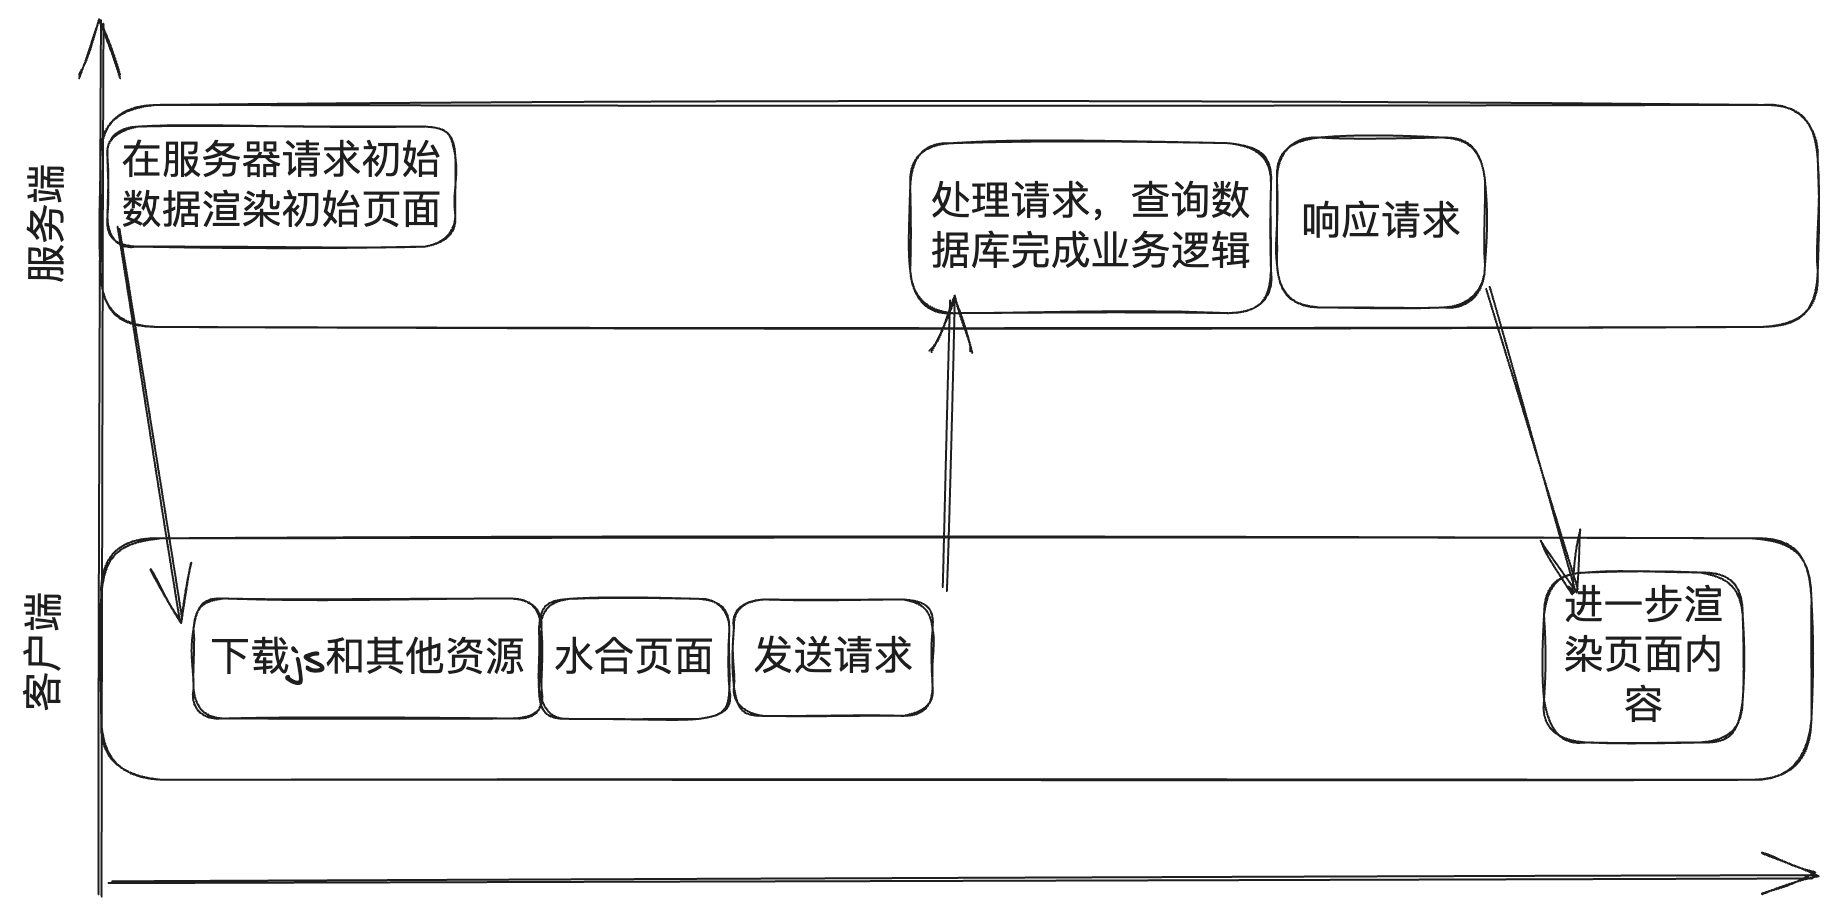 服务端
在服务器请求初始
数据渲染初始页面
处理请求，查询数
据库完成业务逻辑
响应请求
客户端
下载js和其他资源
水合页面
发送请求
进一步渲
染页面内
容